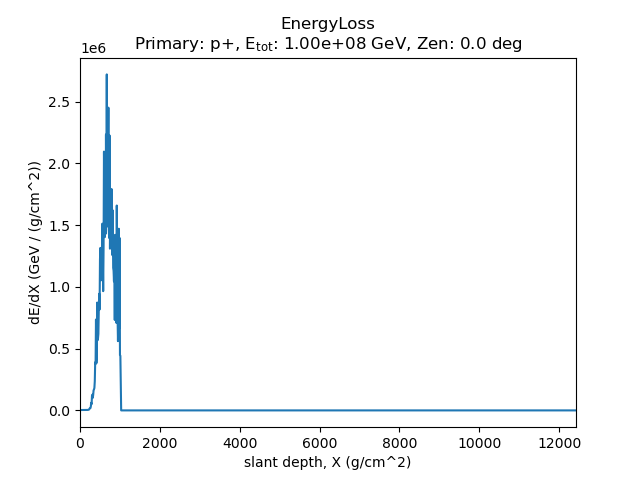 EnergyLoss
Primary: p+, E_tot: 1.00e+08 GeV, Zen: 0.0 deg
1e6
2.5
2.0
1.5
1.0
0.5
0.0
dE/dX (GeV / (g/cm^2))
0 2000 4000 6000 8000 10000 12000
slant depth, X (g/cm^2)